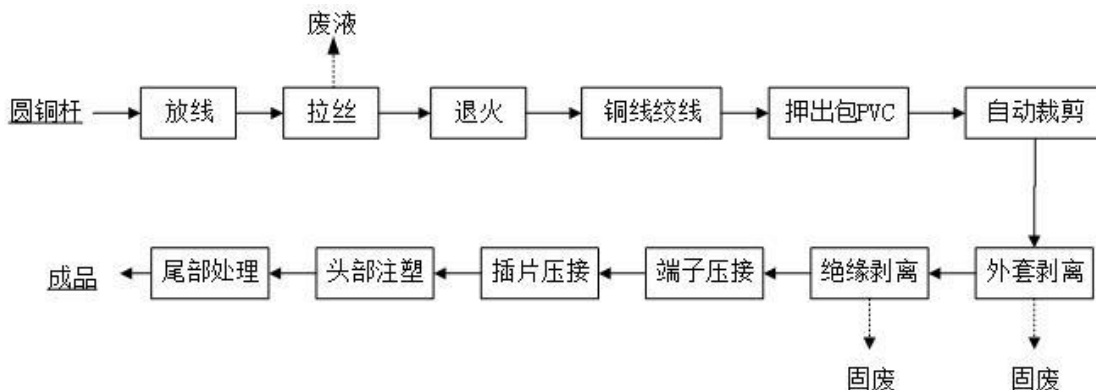 废液
圆铜杆 放线 拉丝 退火 铜线绞线 押出包PVC 自动裁剪
成品 尾部处理 头部注塑 插片压接 端子压接 绝缘剥离 外套剥离
固废 固废